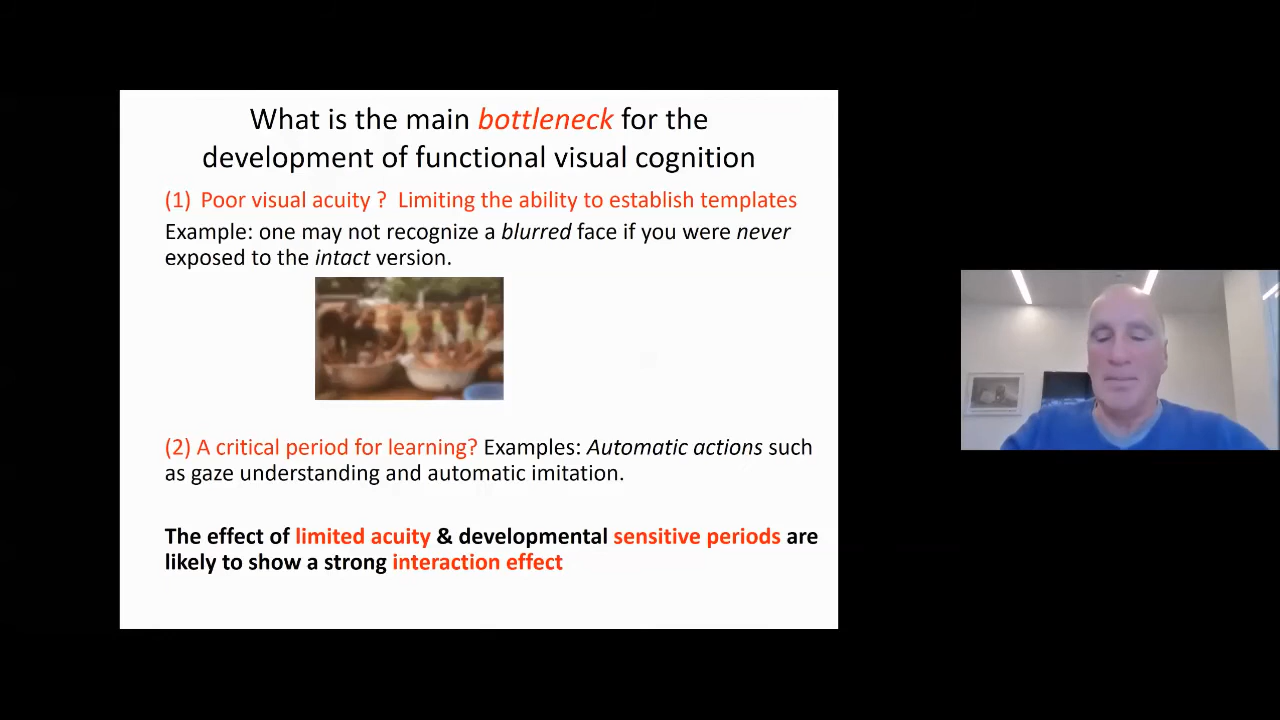 What is the main bottleneck for the
development of functional visual cognition
(1) Poor visual acuity ? Limiting the ability to establish templates
Example: one may not recognize a blurred face if you were never
exposed to the intact version.
(2) A critical period for learning? Examples: Automatic actions such
as gaze understanding and automatic imitation.
The effect of limited acuity & developmental sensitive periods are
likely to show a strong interaction effect